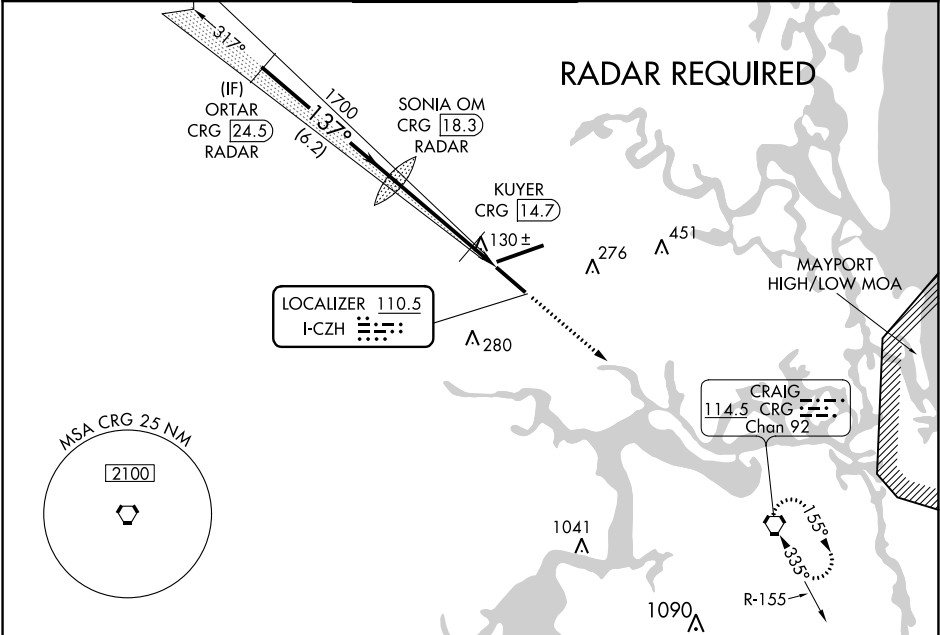 317°
RADAR REQUIRED
(IF)
ORTAR
CRG 24.5
RADAR
1700
137°
(6.2)
SONIA OM
CRG 18.3
RADAR
KUYER
CRG 14.7
130 ±
276
451
MAYPORT
HIGH/LOW MOA
LOCALIZER 110.5
I-CZH
280
CRAIG
114.5 CRG
Chan 92
MSA CRG 25 NM
2100
155°
335°
R-155
1041
1090